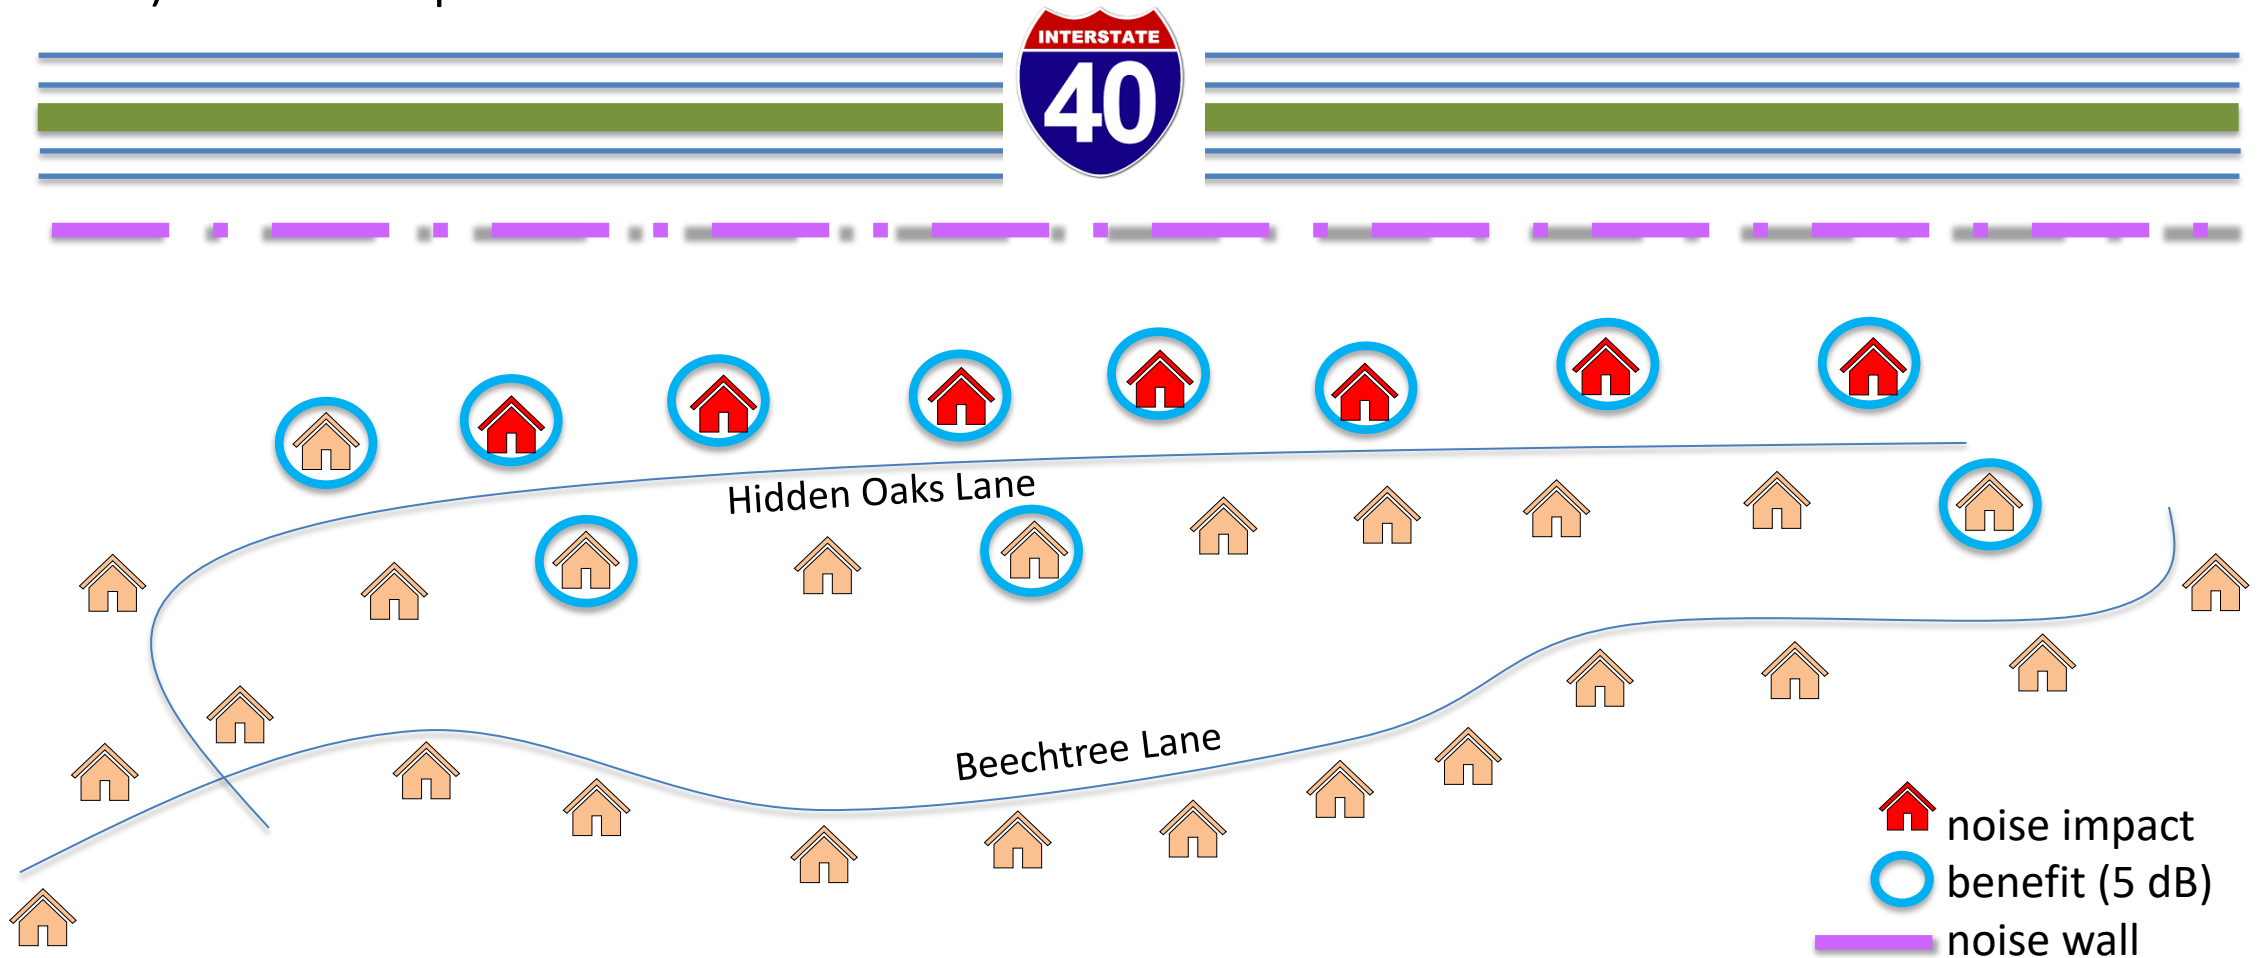 INTERSTATE
40
Hidden Oaks Lane
Beechtree Lane
noise impact
benefit (5 dB)
noise wall